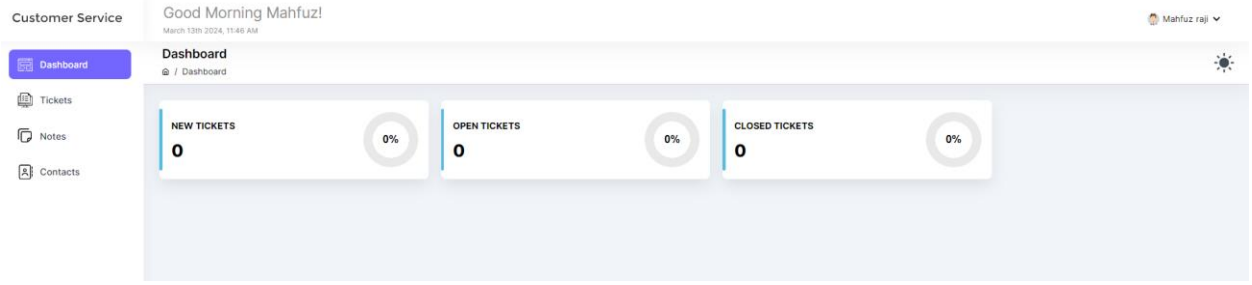 Customer Service
Good Morning Mahfuz!
March 13th 2024, 11:46 AM
Mahfuz raji
Dashboard
Tickets
Notes
Contacts
Dashboard
/ Dashboard
NEW TICKETS
0
0%
OPEN TICKETS
0
0%
CLOSED TICKETS
0
0%